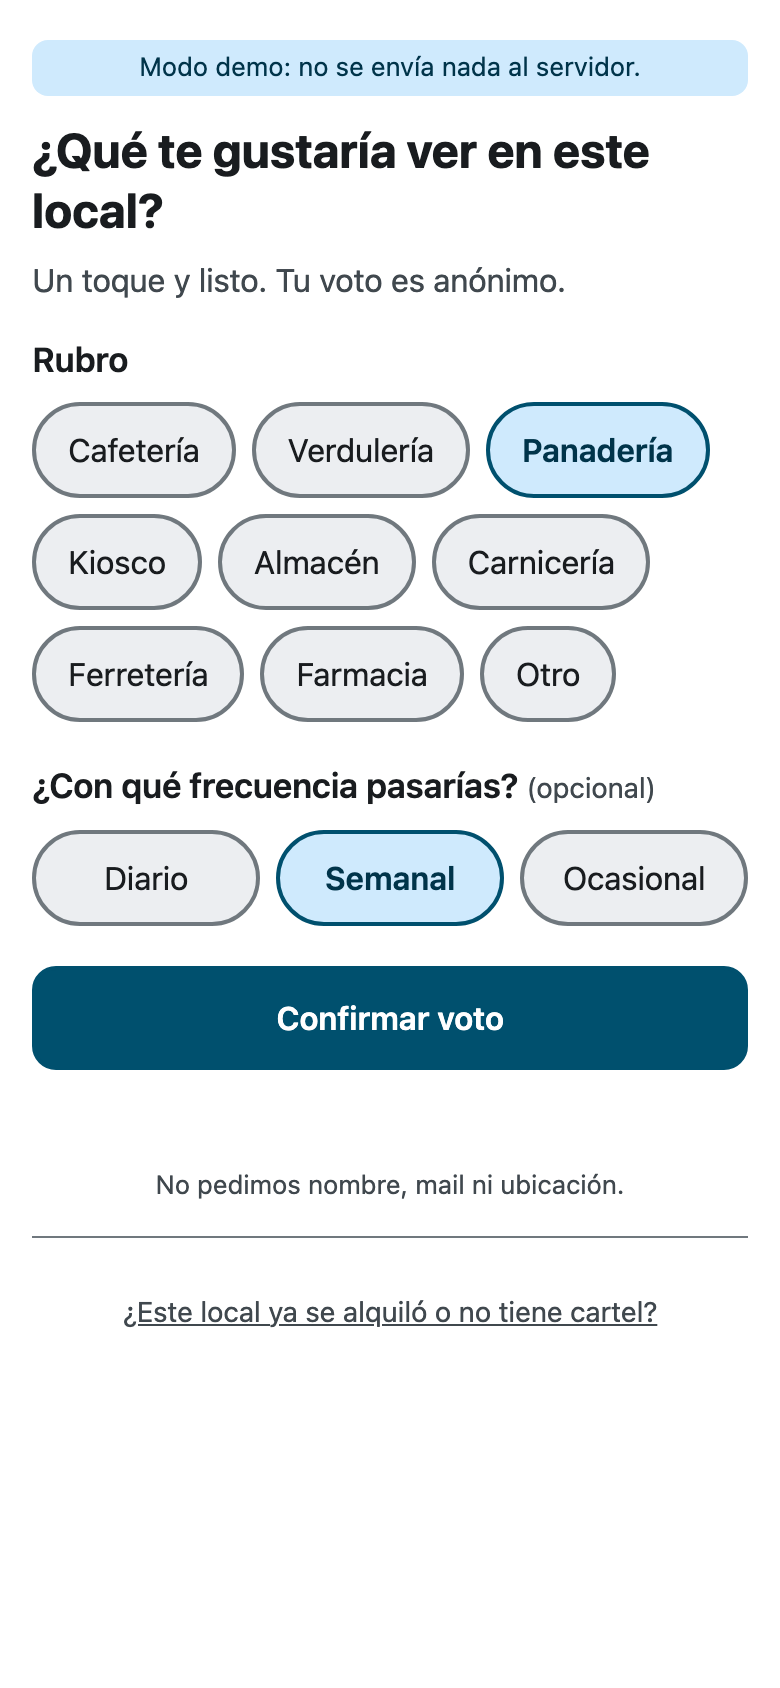 Modo demo: no se envía nada al servidor.
¿Qué te gustaría ver en este
local?
Un toque y listo. Tu voto es anónimo.
Rubro
Cafetería Verdulería Panadería
Kiosco Almacén Carnicería
Ferretería Farmacia Otro
¿Con qué frecuencia pasarías? (opcional)
Diario Semanal Ocasional
Confirmar voto
No pedimos nombre, mail ni ubicación.
¿Este local ya se alquiló o no tiene cartel?